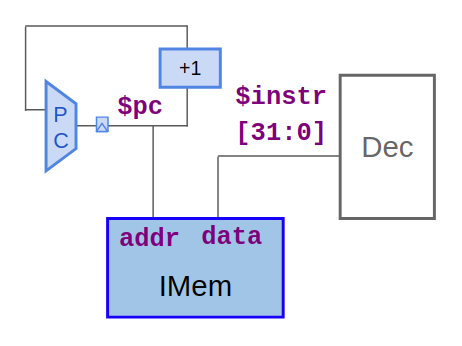 +1
P
C
$pc
$instr
[31:0]
Dec
addr data
IMem